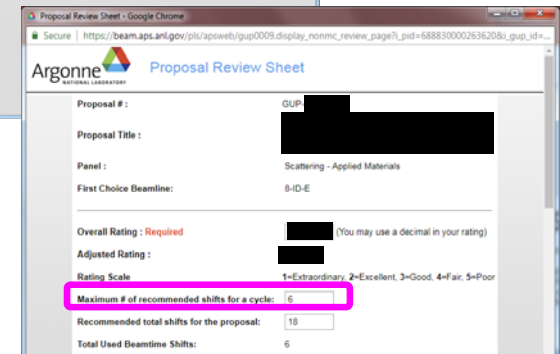 Proposal Review Sheet - Google Chrome
Secure | https://beam.aps.anl.gov/pls/apsweb/gup0009.display_nonmc_review_page?i_pid=688830000263620&i_gup_id=...
Argonne NATIONAL LABORATORY
Proposal Review Sheet
Proposal # : GUP-
Proposal Title :
Panel : Scattering - Applied Materials
First Choice Beamline: 8-ID-E
Overall Rating : Required (You may use a decimal in your rating)
Adjusted Rating :
Rating Scale 1=Extraordinary, 2=Excellent, 3=Good, 4=Fair, 5=Poor
Maximum # of recommended shifts for a cycle: 6
Recommended total shifts for the proposal: 18
Total Used Beamtime Shifts: 6